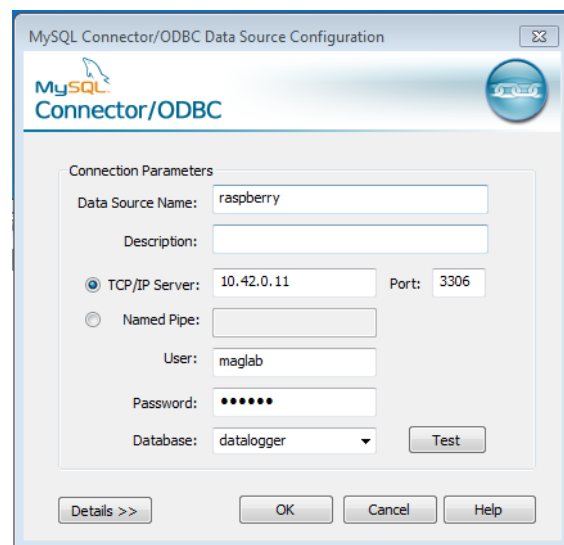 MySQL Connector/ODBC Data Source Configuration
MySQL
Connector/ODBC
Connection Parameters
Data Source Name: raspberry
Description:
TCP/IP Server: 10.42.0.11 Port: 3306
Named Pipe:
User: maglab
Password: ●●●●●●
Database: datalogger Test
Details >> OK Cancel Help